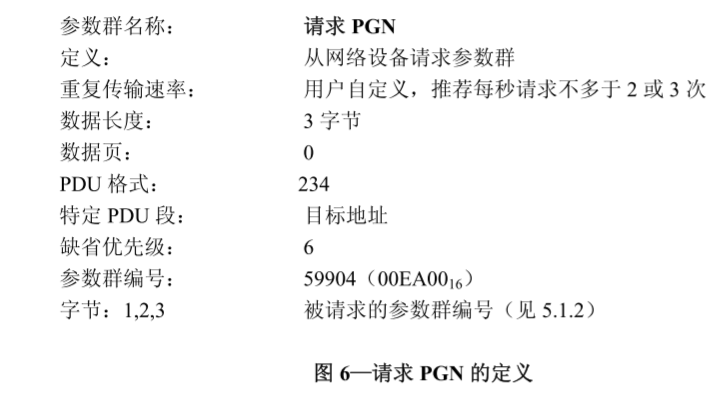 参数群名称： 请求 PGN
定义： 从网络设备请求参数群
重复传输速率： 用户自定义，推荐每秒请求不多于 2 或 3 次
数据长度： 3 字节
数据页： 0
PDU 格式： 234
特定 PDU 段： 目标地址
缺省优先级： 6
参数群编号： 59904（00EA00₁₆）
字节：1,2,3 被请求的参数群编号（见 5.1.2）
图 6—请求 PGN 的定义